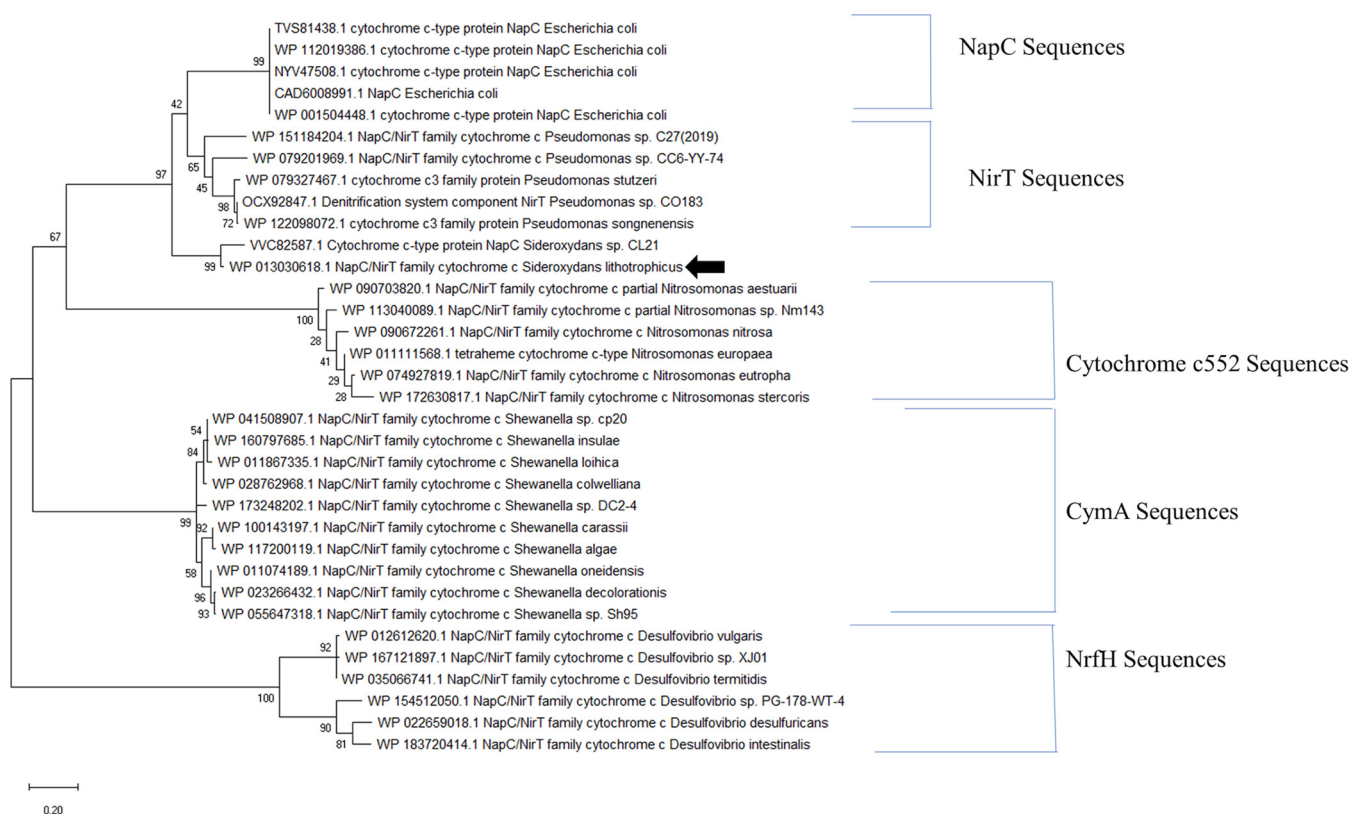 TVS81438.1 cytochrome c-type protein NapC Escherichia coli
WP 112019386.1 cytochrome c-type protein NapC Escherichia coli
NapC Sequences
99
NYV47508.1 cytochrome c-type protein NapC Escherichia coli
CAD6008991.1 NapC Escherichia coli
42
WP 001504448.1 cytochrome c-type protein NapC Escherichia coli
WP 151184204.1 NapC/NirT family cytochrome c Pseudomonas sp. C27(2019)
65
WP 079201969.1 NapC/NirT family cytochrome c Pseudomonas sp. CC6-YY-74
NirT Sequences
97
45
WP 079327467.1 cytochrome c3 family protein Pseudomonas stutzeri
98
OCX92847.1 Denitrification system component NirT Pseudomonas sp. CO183
72
WP 122098072.1 cytochrome c3 family protein Pseudomonas songnenensis
67
VVC82587.1 Cytochrome c-type protein NapC Sideroxydans sp. CL21
99
WP 013030618.1 NapC/NirT family cytochrome c Sideroxydans lithotrophicus
WP 090703820.1 NapC/NirT family cytochrome c partial Nitrosomonas aestuarii
100
WP 113040089.1 NapC/NirT family cytochrome c partial Nitrosomonas sp. Nm143
28
WP 090672261.1 NapC/NirT family cytochrome c Nitrosomonas nitrosa
41
WP 011111568.1 tetraheme cytochrome c-type Nitrosomonas europaea
Cytochrome c552 Sequences
29
WP 074927819.1 NapC/NirT family cytochrome c Nitrosomonas eutropha
28
WP 172630817.1 NapC/NirT family cytochrome c Nitrosomonas stercoris
WP 041508907.1 NapC/NirT family cytochrome c Shewanella sp. cp20
54
WP 160797685.1 NapC/NirT family cytochrome c Shewanella insulae
84
WP 011867335.1 NapC/NirT family cytochrome c Shewanella loihica
WP 028762968.1 NapC/NirT family cytochrome c Shewanella colwelliana
WP 173248202.1 NapC/NirT family cytochrome c Shewanella sp. DC2-4
CymA Sequences
99
92
WP 100143197.1 NapC/NirT family cytochrome c Shewanella carassii
WP 117200119.1 NapC/NirT family cytochrome c Shewanella algae
58
WP 011074189.1 NapC/NirT family cytochrome c Shewanella oneidensis
96
WP 023266432.1 NapC/NirT family cytochrome c Shewanella decolorationis
93
WP 055647318.1 NapC/NirT family cytochrome c Shewanella sp. Sh95
WP 012612620.1 NapC/NirT family cytochrome c Desulfovibrio vulgaris
92
WP 167121897.1 NapC/NirT family cytochrome c Desulfovibrio sp. XJ01
NrfH Sequences
WP 035066741.1 NapC/NirT family cytochrome c Desulfovibrio termitidis
100
WP 154512050.1 NapC/NirT family cytochrome c Desulfovibrio sp. PG-178-WT-4
90
WP 022659018.1 NapC/NirT family cytochrome c Desulfovibrio desulfuricans
81
WP 183720414.1 NapC/NirT family cytochrome c Desulfovibrio intestinalis
0.20